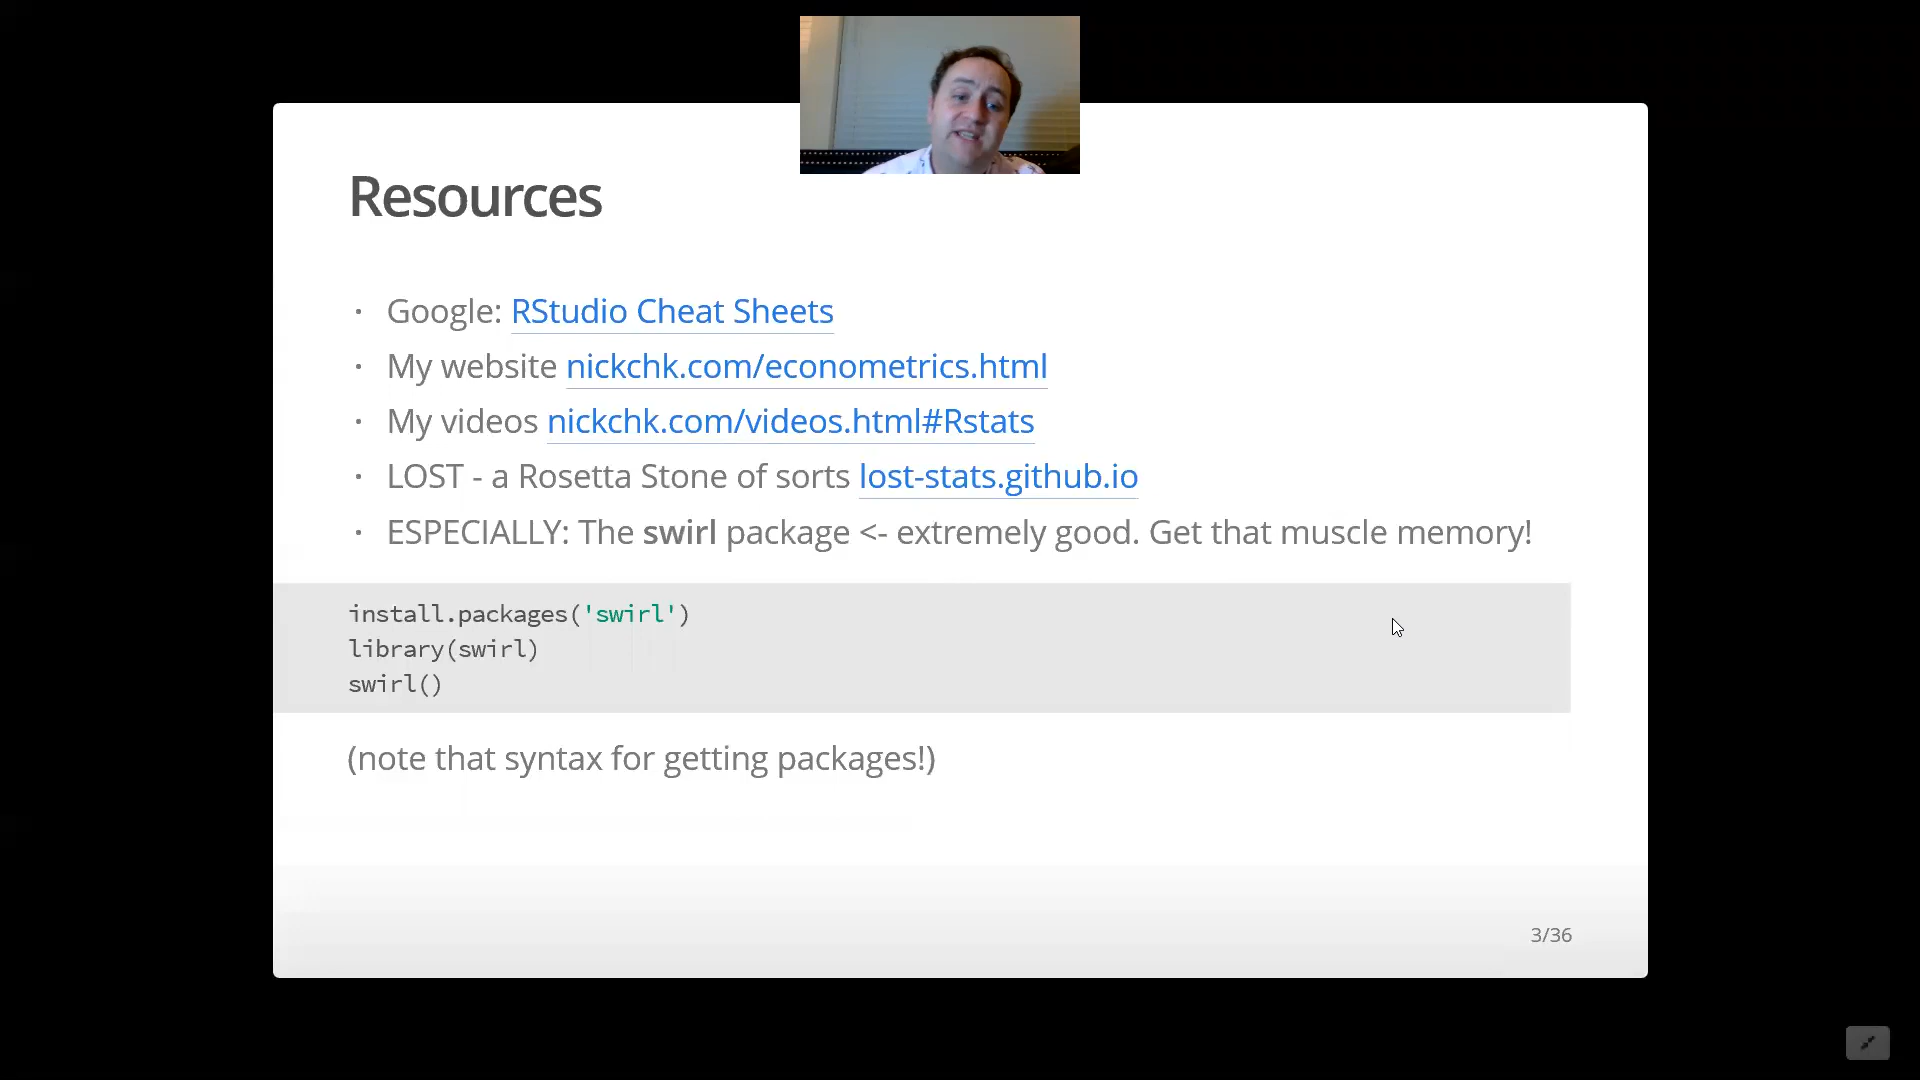 Resources
• Google: RStudio Cheat Sheets
• My website nickchk.com/econometrics.html
• My videos nickchk.com/videos.html#Rstats
• LOST - a Rosetta Stone of sorts lost-stats.github.io
• ESPECIALLY: The swirl package <- extremely good. Get that muscle memory!
install.packages('swirl')
library(swirl)
swirl()
(note that syntax for getting packages!)
3/36